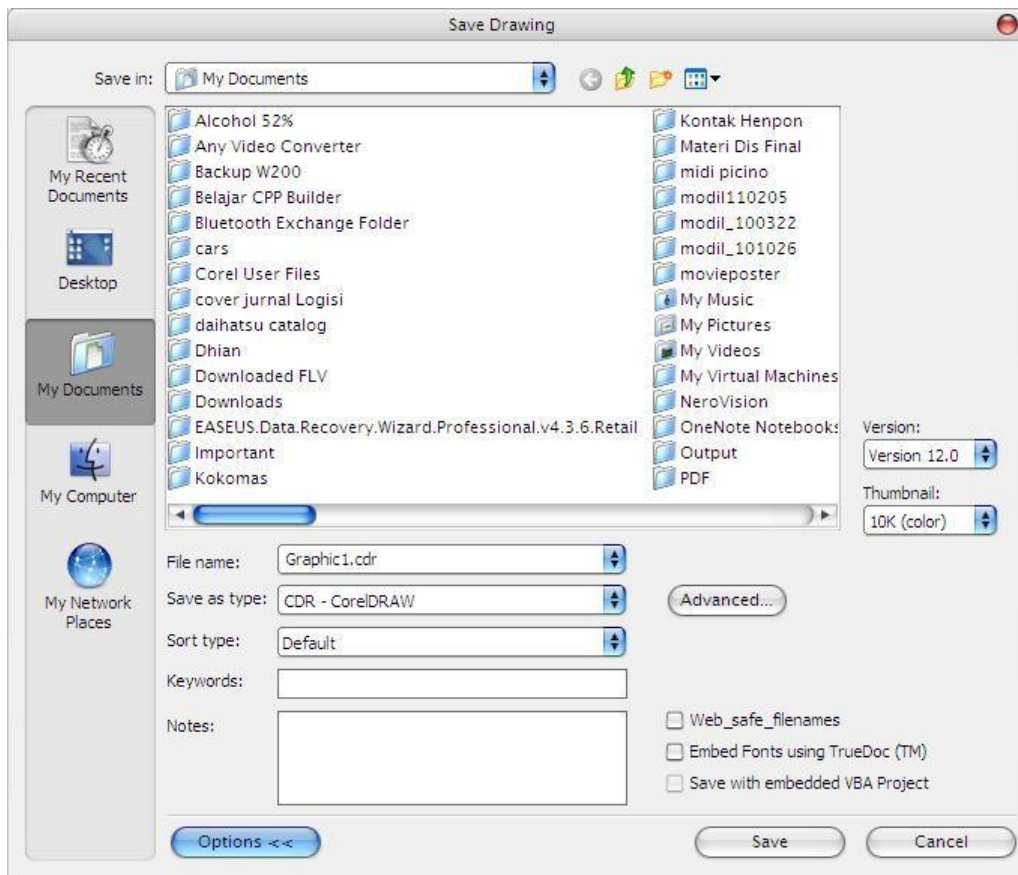 Save Drawing
Save in:
My Documents
My Recent
Documents
Desktop
My Documents
My Computer
My Network
Places
Alcohol 52%
Any Video Converter
Backup W200
Belajar CPP Builder
Bluetooth Exchange Folder
cars
Corel User Files
cover jurnal Logisi
daihatsu catalog
Dhian
Downloaded FLV
Downloads
EASEUS.Data.Recovery.Wizard.Professional.v4.3.6.Retail
Important
Kokomas
Kontak Henpon
Materi Dis Final
midi picino
modil110205
modil_100322
modil_101026
movieposter
My Music
My Pictures
My Videos
My Virtual Machines
NeroVision
OneNote Notebooks
Output
PDF
Version:
Version 12.0
Thumbnail:
10K (color)
File name:
Graphic1.cdr
Save as type:
CDR - CorelDRAW
Advanced...
Sort type:
Default
Keywords:
Notes:
Web_safe_filenames
Embed Fonts using TrueDoc (TM)
Save with embedded VBA Project
Options <<
Save
Cancel